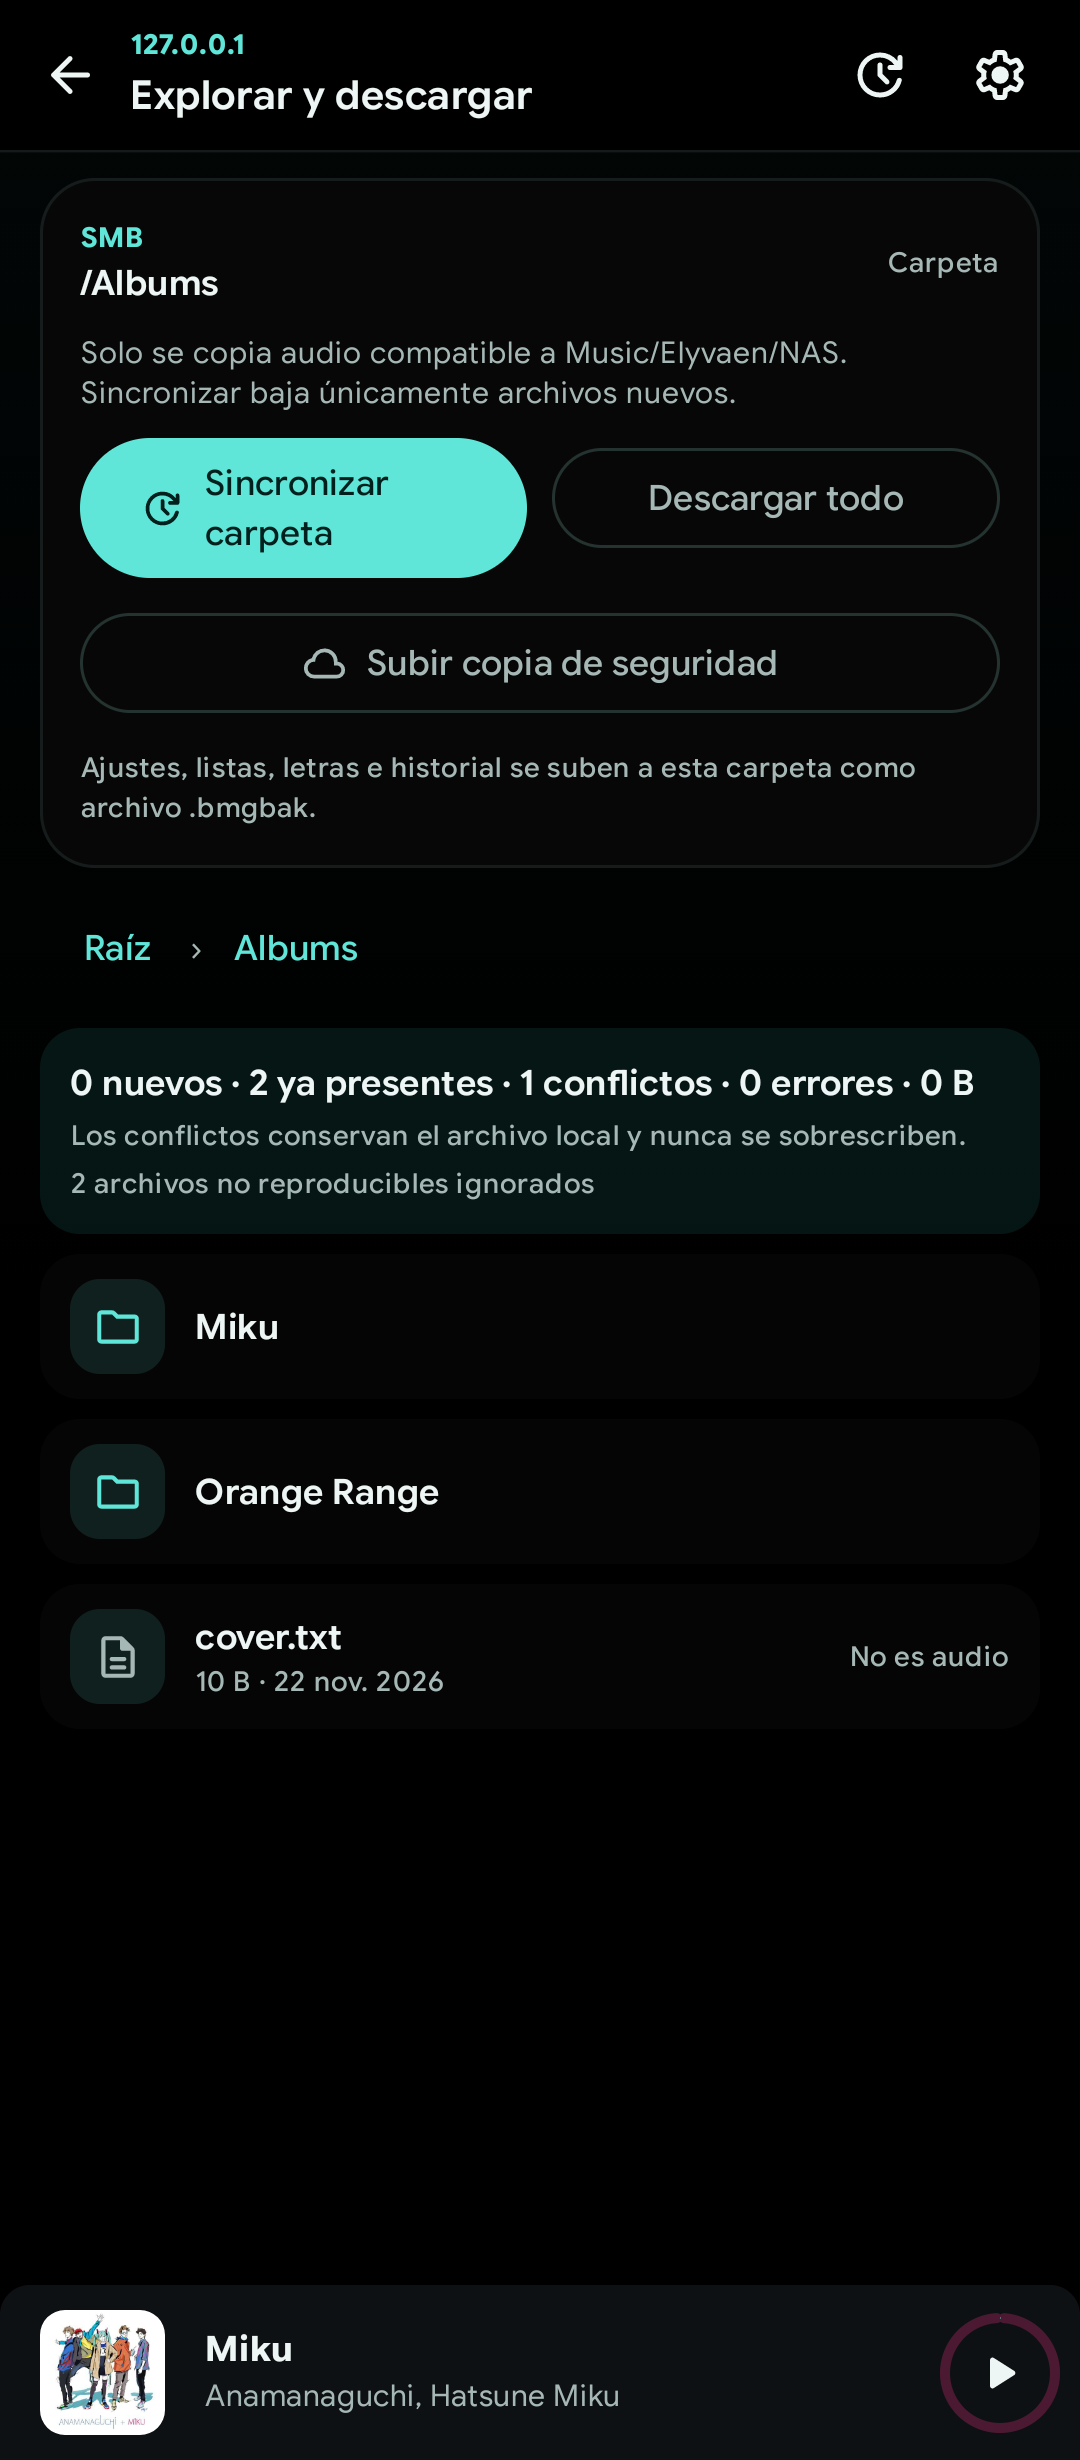 127.0.0.1
Explorar y descargar
SMB
/Albums
Carpeta
Solo se copia audio compatible a Music/Elyvaen/NAS.
Sincronizar baja únicamente archivos nuevos.
Sincronizar
carpeta
Descargar todo
Subir copia de seguridad
Ajustes, listas, letras e historial se suben a esta carpeta como
archivo .bmgbak.
Raíz › Albums
0 nuevos · 2 ya presentes · 1 conflictos · 0 errores · 0 B
Los conflictos conservan el archivo local y nunca se sobrescriben.
2 archivos no reproducibles ignorados
Miku
Orange Range
cover.txt
10 B · 22 nov. 2026
No es audio
ANAMANAGUCHI + MIKU
Miku
Anamanaguchi, Hatsune Miku